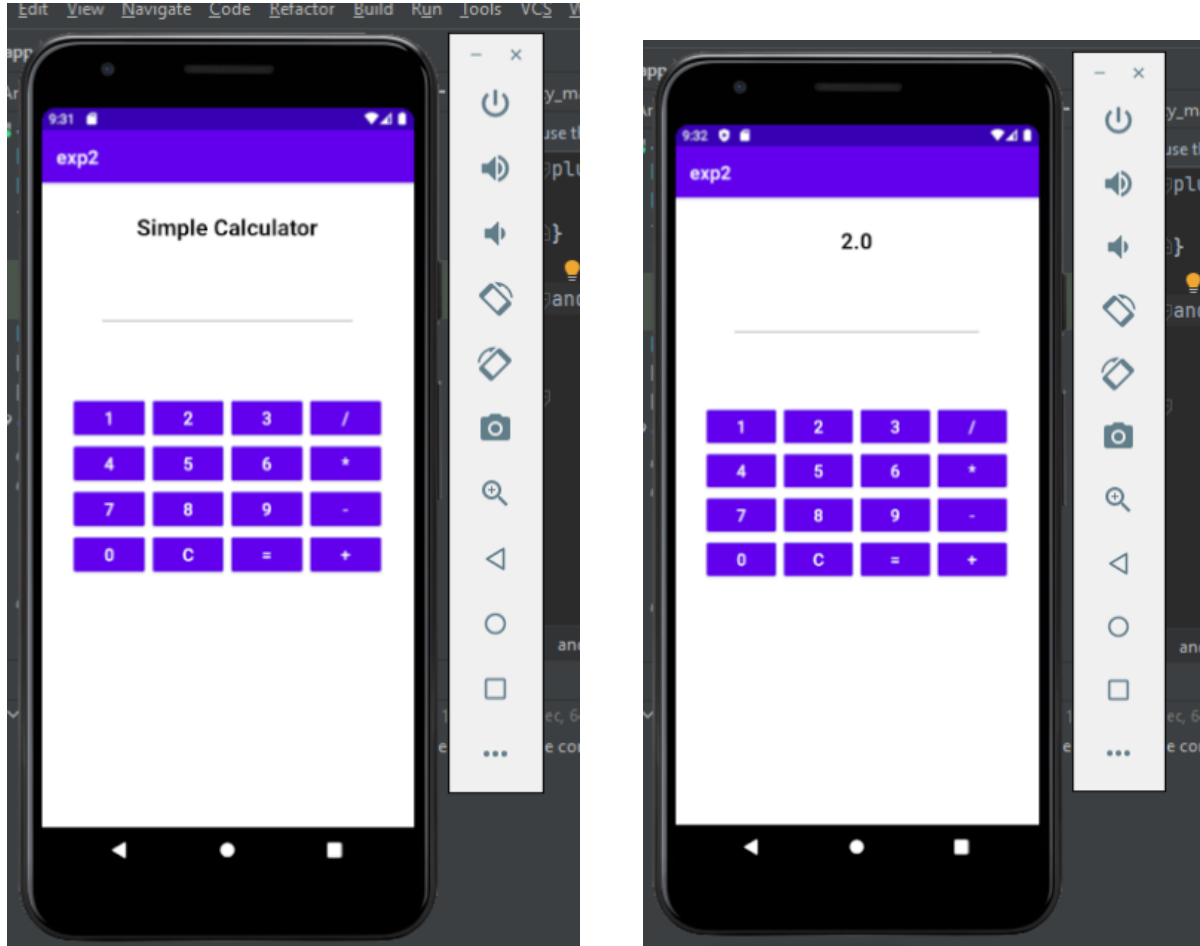 Edit View Navigate Code Refactor Build Run Tools VCS
app
9:31
exp2
Simple Calculator
1 2 3 /
4 5 6 *
7 8 9 -
0 C = +
app
9:32
exp2
2.0
1 2 3 /
4 5 6 *
7 8 9 -
0 C = +